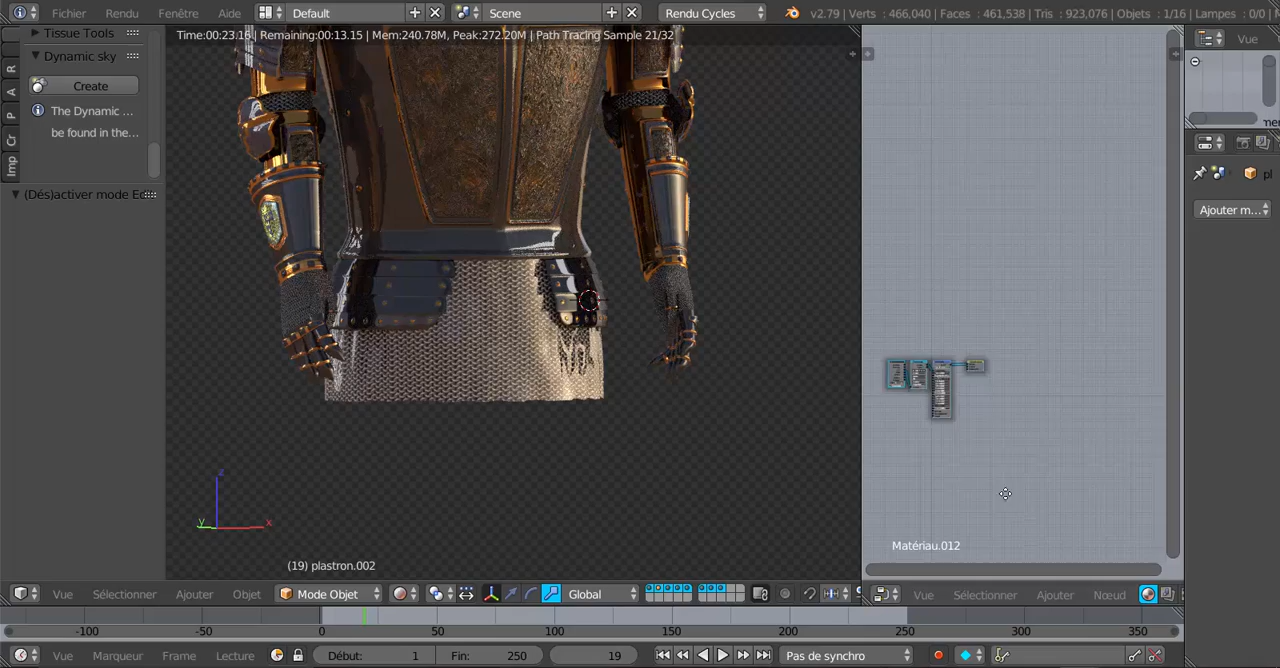 Fichier Rendu Fenêtre Aide Default Scene Rendu Cycles v2.79 | Verts : 466,040 | Faces : 461,538 | Tris : 923,076 | Objets : 1/16 | Lampes : 0/0 |
Tissue Tools
Time:00:23.16 | Remaining:00:13.15 | Mem:240.78M, Peak:272.20M | Path Tracing Sample 21/32
Vue
Dynamic sky
R
Create
A
The Dynamic ...
P
be found in the...
Cr
Imp
pl
(Dés)activer mode Ed
Ajouter m...
z
y
x
Matériau.012
(19) plastron.002
Vue Sélectionner Ajouter Objet Mode Objet Global Vue Sélectionner Ajouter Nœud
-100 -50 0 50 100 150 200 250 300 350
Vue Marqueur Frame Lecture Début: 1 Fin: 250 19 Pas de synchro